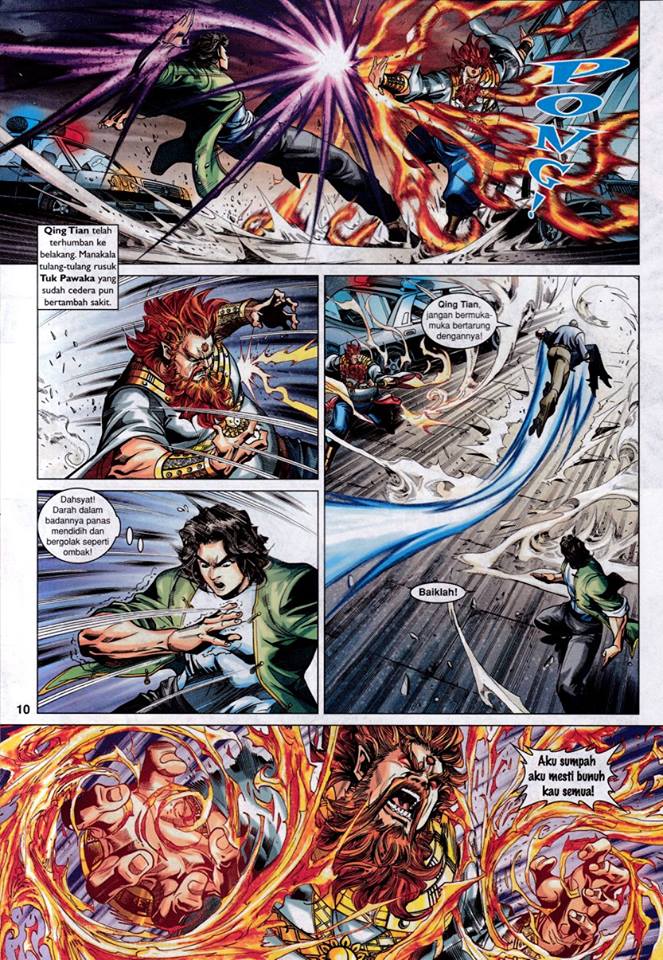 PONG!
Qing Tian telah
terhumban ke
belakang. Manakala
tulang-tulang rusuk
Tuk Pawaka yang
sudah cedera pun
bertambah sakit.
Qing Tian,
jangan bermuka-
muka bertarung
dengannya!
Dahsyat!
Darah dalam
badannya panas
mendidih dan
bergolak seperti
ombak!
Baiklah!
10
Aku sumpah
aku mesti bunuh
kau semua!